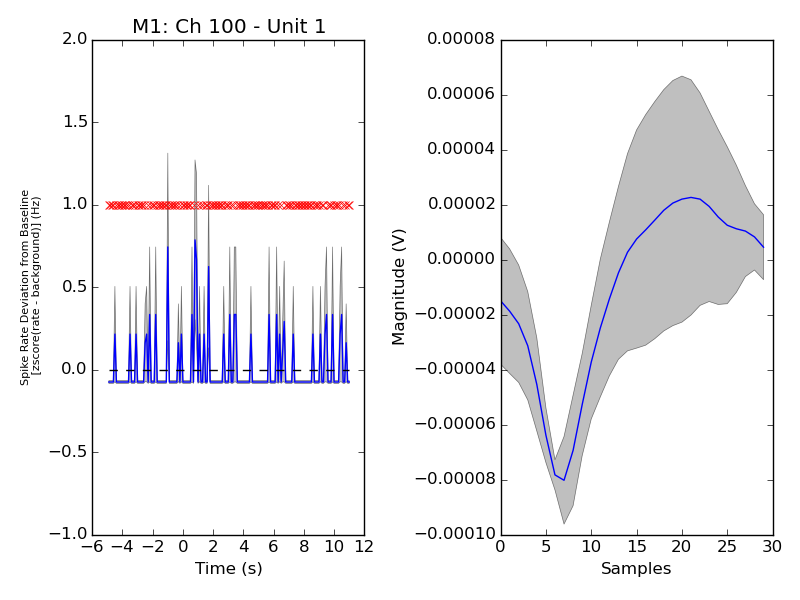 M1: Ch 100 - Unit 1
2.0
1.5
1.0
0.5
0.0
−0.5
−1.0
−6 −4 −2 0 2 4 6 8 10 12
Time (s)
Spike Rate Deviation from Baseline
[zscore(rate - background)] (Hz)
0.00008
0.00006
0.00004
0.00002
0.00000
−0.00002
−0.00004
−0.00006
−0.00008
−0.00010
0 5 10 15 20 25 30
Samples
Magnitude (V)